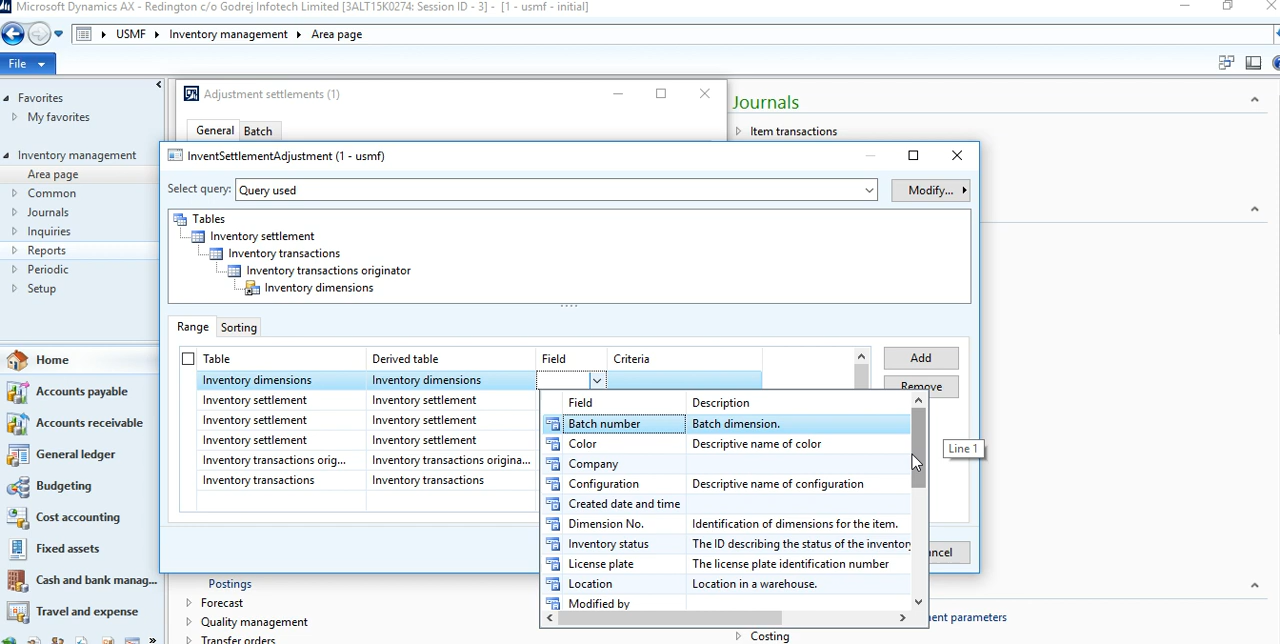 Microsoft Dynamics AX - Redington c/o Godrej Infotech Limited [3ALT15K0274: Session ID - 3] - [1 - usmf - initial]
USMF Inventory management Area page
File
Favorites
My favorites
Inventory management
Area page
Common
Journals
Inquiries
Reports
Periodic
Setup
Home
Accounts payable
Accounts receivable
General ledger
Budgeting
Cost accounting
Fixed assets
Cash and bank manag...
Travel and expense
Adjustment settlements (1)
General Batch
Journals
Item transactions
InventSettlementAdjustment (1 - usmf)
Select query: Query used Modify...
Tables
Inventory settlement
Inventory transactions
Inventory transactions originator
Inventory dimensions
Range Sorting
Table Derived table Field Criteria Add
Inventory dimensions Inventory dimensions Remove
Inventory settlement Inventory settlement
Inventory settlement Inventory settlement
Inventory settlement Inventory settlement
Inventory transactions orig... Inventory transactions origina...
Inventory transactions Inventory transactions
Field Description
Batch number Batch dimension.
Color Descriptive name of color
Company
Configuration Descriptive name of configuration
Created date and time
Dimension No. Identification of dimensions for the item.
Inventory status The ID describing the status of the inventory
License plate The license plate identification number
Location Location in a warehouse.
Modified by
Line 1
Postings
Forecast
Quality management
Transfer orders
parameters
Costing